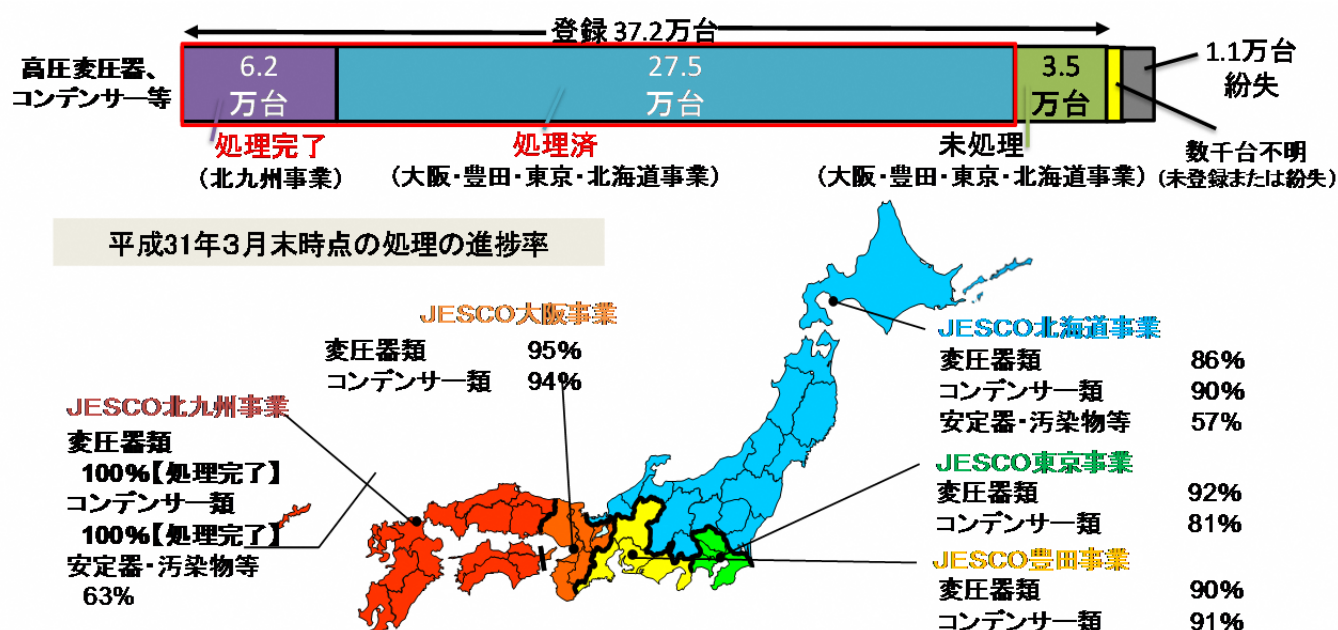 登録 37.2万台
高圧変圧器、
コンデンサー等
6.2
万台
27.5
万台
3.5
万台
1.1万台
紛失
処理完了
(北九州事業)
処理済
(大阪・豊田・東京・北海道事業)
未処理
(大阪・豊田・東京・北海道事業)
数千台不明
(未登録または紛失)
平成31年３月末時点の処理の進捗率
JESCO大阪事業
変圧器類 95%
コンデンサー類 94%
JESCO北九州事業
変圧器類
100%【処理完了】
コンデンサー類
100%【処理完了】
安定器・汚染物等
63%
JESCO北海道事業
変圧器類 86%
コンデンサー類 90%
安定器・汚染物等 57%
JESCO東京事業
変圧器類 92%
コンデンサー類 81%
JESCO豊田事業
変圧器類 90%
コンデンサー類 91%